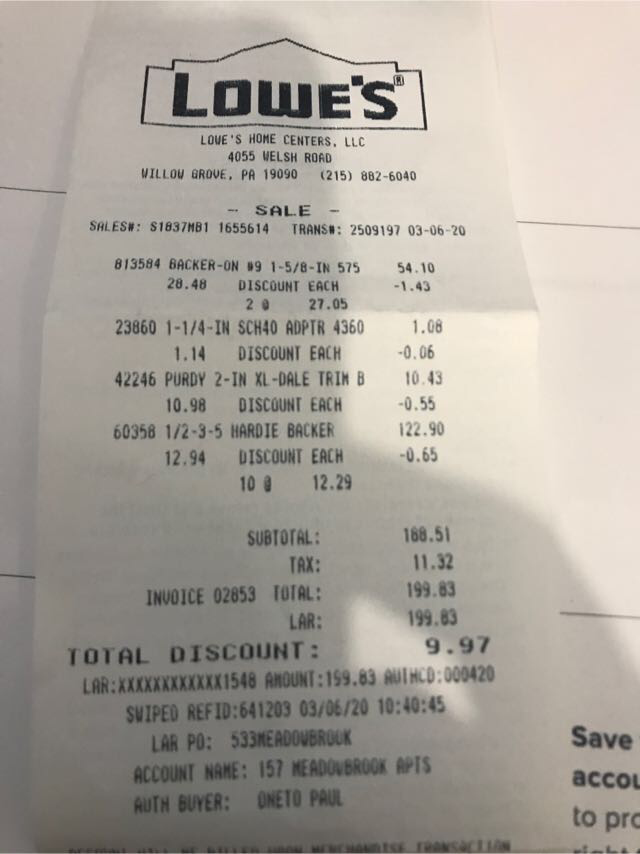 LOWE'S®
LOWE'S HOME CENTERS, LLC
4055 WELSH ROAD
WILLOW GROVE, PA 19090 (215) 882-6040
- SALE -
SALES#: S1837MB1 1655614 TRANS#: 2509197 03-06-20
813584 BACKER-ON #9 1-5/8-IN 575 54.10
28.48 DISCOUNT EACH -1.43
2 @ 27.05
23860 1-1/4-IN SCH40 ADPTR 4360 1.08
1.14 DISCOUNT EACH -0.06
42246 PURDY 2-IN XL-DALE TRIM B 10.43
10.98 DISCOUNT EACH -0.55
60358 1/2-3-5 HARDIE BACKER 122.90
12.94 DISCOUNT EACH -0.65
10 @ 12.29
SUBTOTAL: 188.51
TAX: 11.32
INVOICE 02853 TOTAL: 199.83
LAR: 199.83
TOTAL DISCOUNT: 9.97
LAR:XXXXXXXXXXXX1548 AMOUNT:199.83 AUTHCD:000420
SWIPED REFID:641203 03/06/20 10:40:45
LAR PO: 533MEADOWBROOK
ACCOUNT NAME: 157 MEADOWBROOK APTS
AUTH BUYER: ONETO PAUL
ACCOUNT WILL BE BILLED UPON MERCHANDISE TRANSACTION
Save
accou
to pro